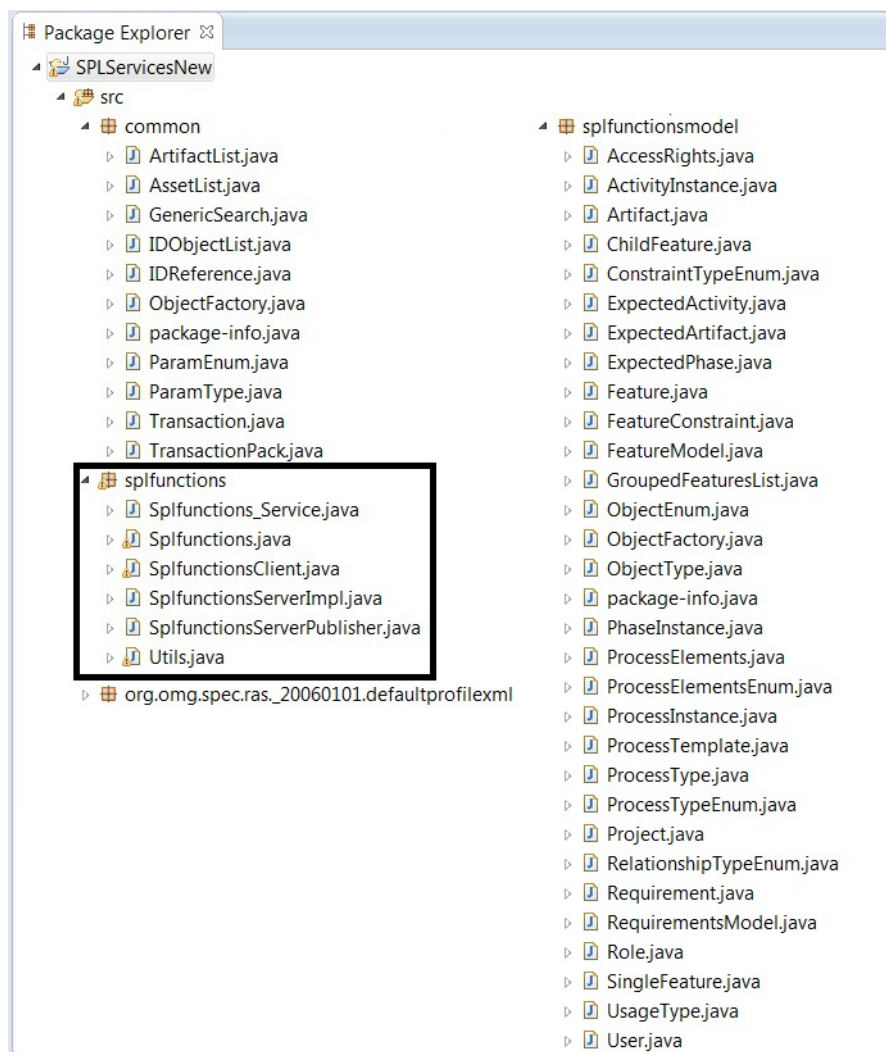 Package Explorer
SPLServicesNew
src
common
ArtifactList.java
AssetList.java
GenericSearch.java
IDObjectList.java
IDReference.java
ObjectFactory.java
package-info.java
ParamEnum.java
ParamType.java
Transaction.java
TransactionPack.java
splfunctions
Splfunctions_Service.java
Splfunctions.java
SplfunctionsClient.java
SplfunctionsServerImpl.java
SplfunctionsServerPublisher.java
Utils.java
org.omg.spec.ras._20060101.defaultprofilexml
splfunctionsmodel
AccessRights.java
ActivityInstance.java
Artifact.java
ChildFeature.java
ConstraintTypeEnum.java
ExpectedActivity.java
ExpectedArtifact.java
ExpectedPhase.java
Feature.java
FeatureConstraint.java
FeatureModel.java
GroupedFeaturesList.java
ObjectEnum.java
ObjectFactory.java
ObjectType.java
package-info.java
PhaseInstance.java
ProcessElements.java
ProcessElementsEnum.java
ProcessInstance.java
ProcessTemplate.java
ProcessType.java
ProcessTypeEnum.java
Project.java
RelationshipTypeEnum.java
Requirement.java
RequirementsModel.java
Role.java
SingleFeature.java
UsageType.java
User.java